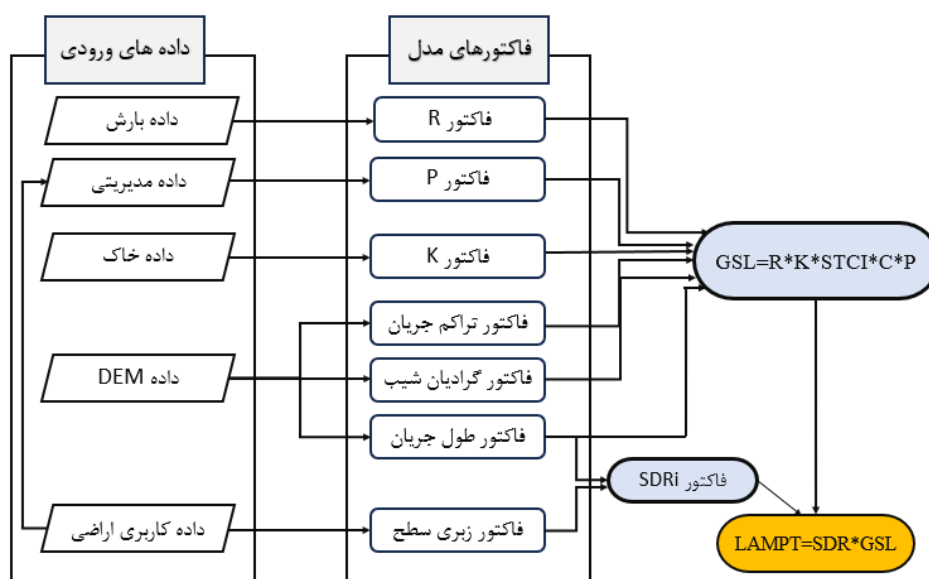 داده های ورودی
فاکتورهای مدل
داده بارش
فاکتور R
داده مدیریتی
فاکتور P
داده خاک
فاکتور K
GSL=R*K*STCI*C*P
فاکتور تراکم جریان
داده DEM
فاکتور گرادیان شیب
فاکتور طول جریان
فاکتور SDRi
داده کاربری اراضی
فاکتور زبری سطح
LAMPT=SDR*GSL